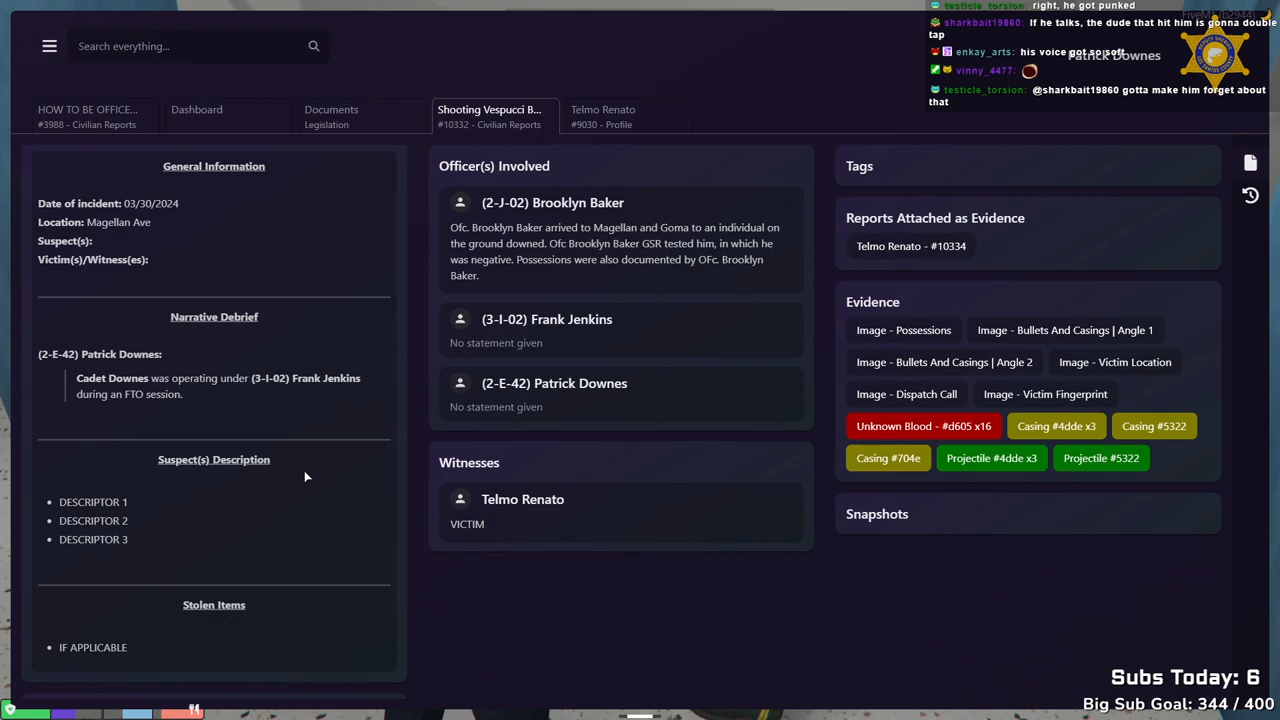 testicle_torsion: right, he got punked
FiveM® (b2944)
sharkbait19860: If he talks, the dude that hit him is gonna double
tap
enkay_arts: his voice got so soft
Patrick Downes
vinny_4477:
testicle_torsion: @sharkbait19860 gotta make him forget about
that
Search everything...
HOW TO BE OFFICE...
#3988 - Civilian Reports
Dashboard
Documents
Legislation
Shooting Vespucci B...
#10332 - Civilian Reports
Telmo Renato
#9030 - Profile
General Information
Date of incident: 03/30/2024
Location: Magellan Ave
Suspect(s):
Victim(s)/Witness(es):
Narrative Debrief
(2-E-42) Patrick Downes:
Cadet Downes was operating under (3-I-02) Frank Jenkins
during an FTO session.
Suspect(s) Description
DESCRIPTOR 1
DESCRIPTOR 2
DESCRIPTOR 3
Stolen Items
IF APPLICABLE
Officer(s) Involved
(2-J-02) Brooklyn Baker
Ofc. Brooklyn Baker arrived to Magellan and Goma to an individual on
the ground downed. Ofc Brooklyn Baker GSR tested him, in which he
was negative. Possessions were also documented by OFc. Brooklyn
Baker.
(3-I-02) Frank Jenkins
No statement given
(2-E-42) Patrick Downes
No statement given
Witnesses
Telmo Renato
VICTIM
Tags
Reports Attached as Evidence
Telmo Renato - #10334
Evidence
Image - Possessions
Image - Bullets And Casings | Angle 1
Image - Bullets And Casings | Angle 2
Image - Victim Location
Image - Dispatch Call
Image - Victim Fingerprint
Unknown Blood - #d605 x16
Casing #4dde x3
Casing #5322
Casing #704e
Projectile #4dde x3
Projectile #5322
Snapshots
Subs Today: 6
Big Sub Goal: 344 / 400